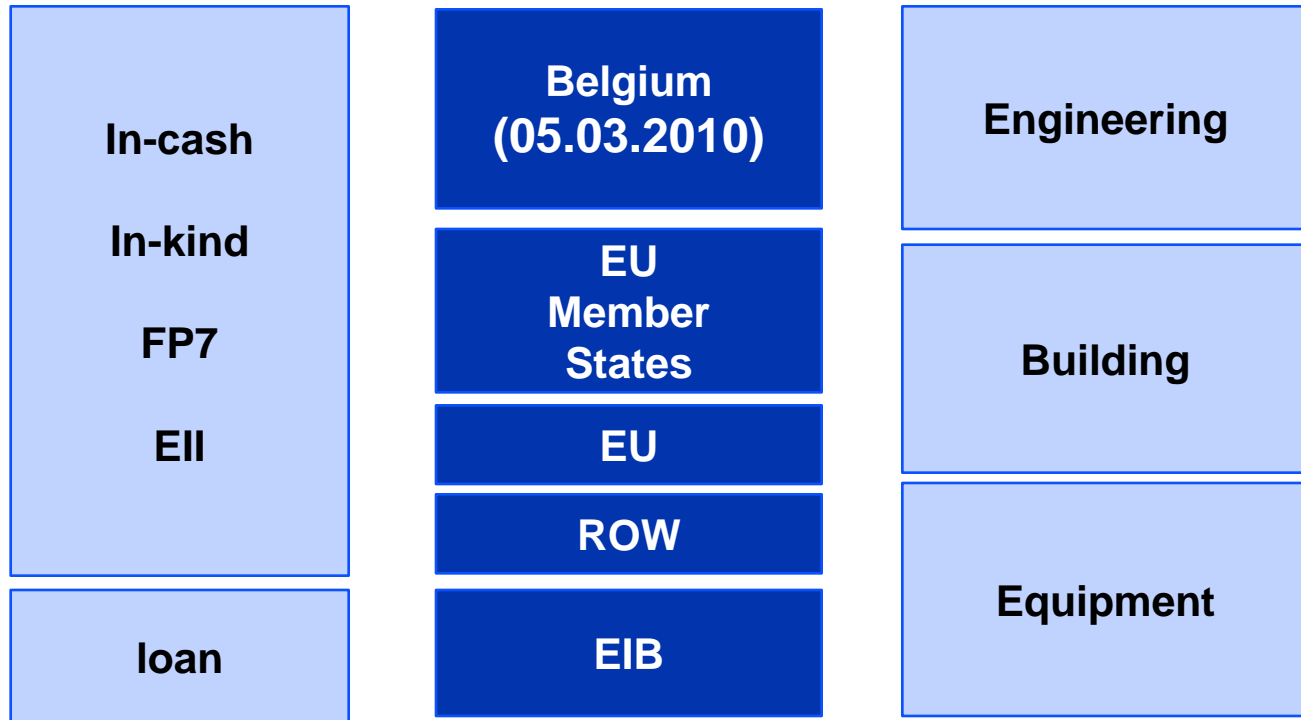 In-cash
In-kind
FP7
EII
loan
Belgium
(05.03.2010)
EU
Member
States
EU
ROW
EIB
Engineering
Building
Equipment